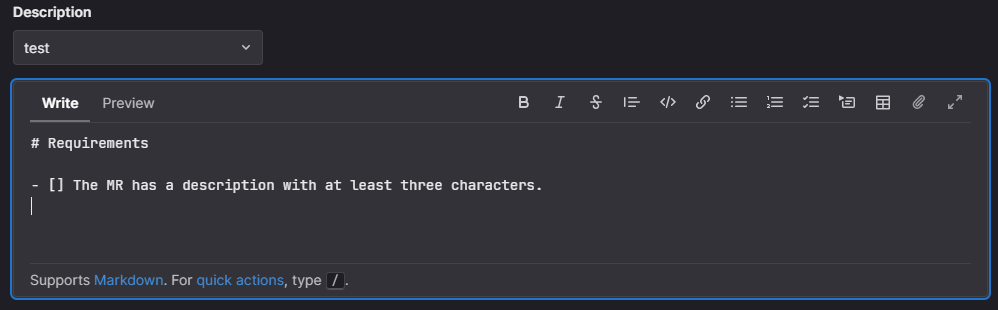 Description
test
Write Preview
# Requirements
- [] The MR has a description with at least three characters.
Supports Markdown. For quick actions, type /.